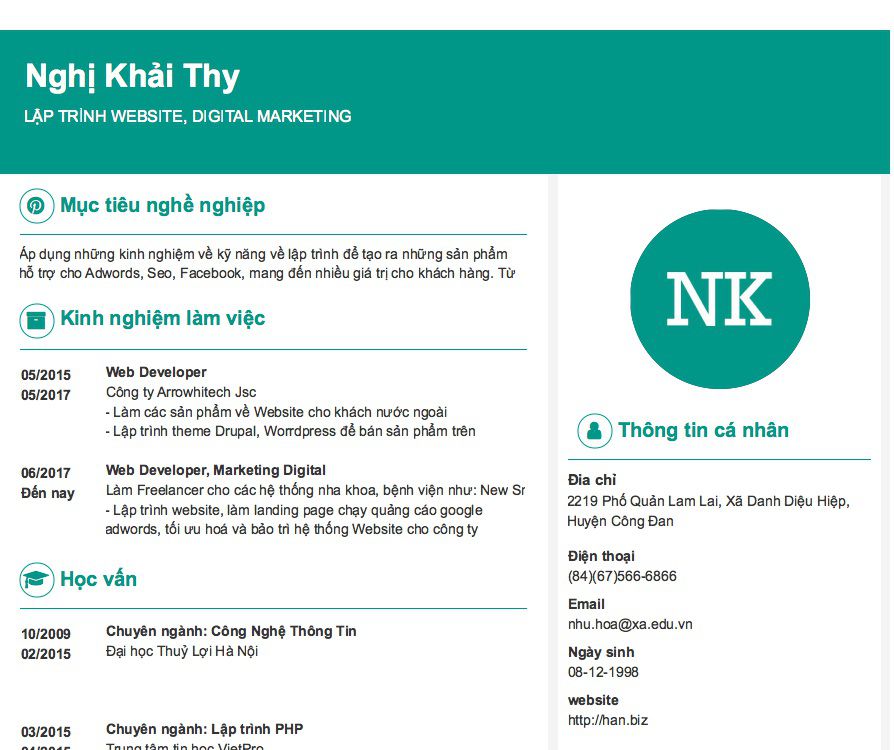 Nghị Khải Thy
LẬP TRÌNH WEBSITE, DIGITAL MARKETING
Mục tiêu nghề nghiệp
Áp dụng những kinh nghiệm về kỹ năng về lập trình để tạo ra những sản phẩm
hỗ trợ cho Adwords, Seo, Facebook, mang đến nhiều giá trị cho khách hàng. Từ
Kinh nghiệm làm việc
05/2015
05/2017
Web Developer
Công ty Arrowhitech Jsc
- Làm các sản phẩm về Website cho khách nước ngoài
- Lập trình theme Drupal, Worrdpress để bán sản phẩm trên
06/2017
Đến nay
Web Developer, Marketing Digital
Làm Freelancer cho các hệ thống nha khoa, bệnh viện như: New
- Lập trình website, làm landing page chạy quảng cáo google
adwords, tối ưu hoá và bảo trì hệ thống Website cho công ty
Học vấn
10/2009
02/2015
Chuyên ngành: Công Nghệ Thông Tin
Đại học Thuỷ Lợi Hà Nội
03/2015
Chuyên ngành: Lập trình PHP
Trung tâm tin học VietPro
NK
Thông tin cá nhân
Đia chỉ
2219 Phố Quản Lam Lai, Xã Danh Diệu Hiệp,
Huyện Công Đan
Điện thoại
(84)(67)566-6866
Email
nhu.hoa@xa.edu.vn
Ngày sinh
08-12-1998
website
http://han.biz